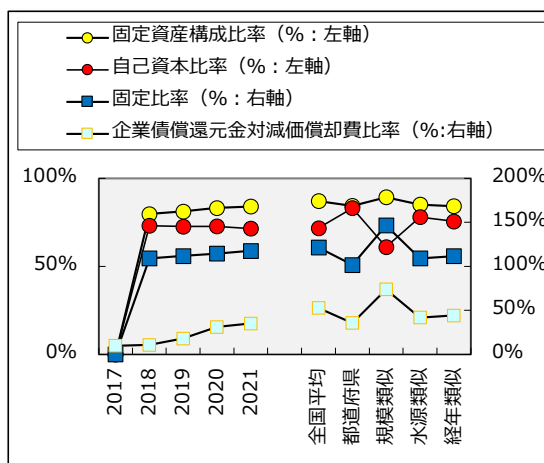 固定資産構成比率（%：左軸）
自己資本比率（%：左軸）
固定比率（%：右軸）
企業債償還元金対減価償却費比率（%:右軸）
100%
200%
150%
50%
100%
50%
0%
0%
2017
2018
2019
2020
2021
全国平均
都道府県
規模類似
水源類似
経年類似